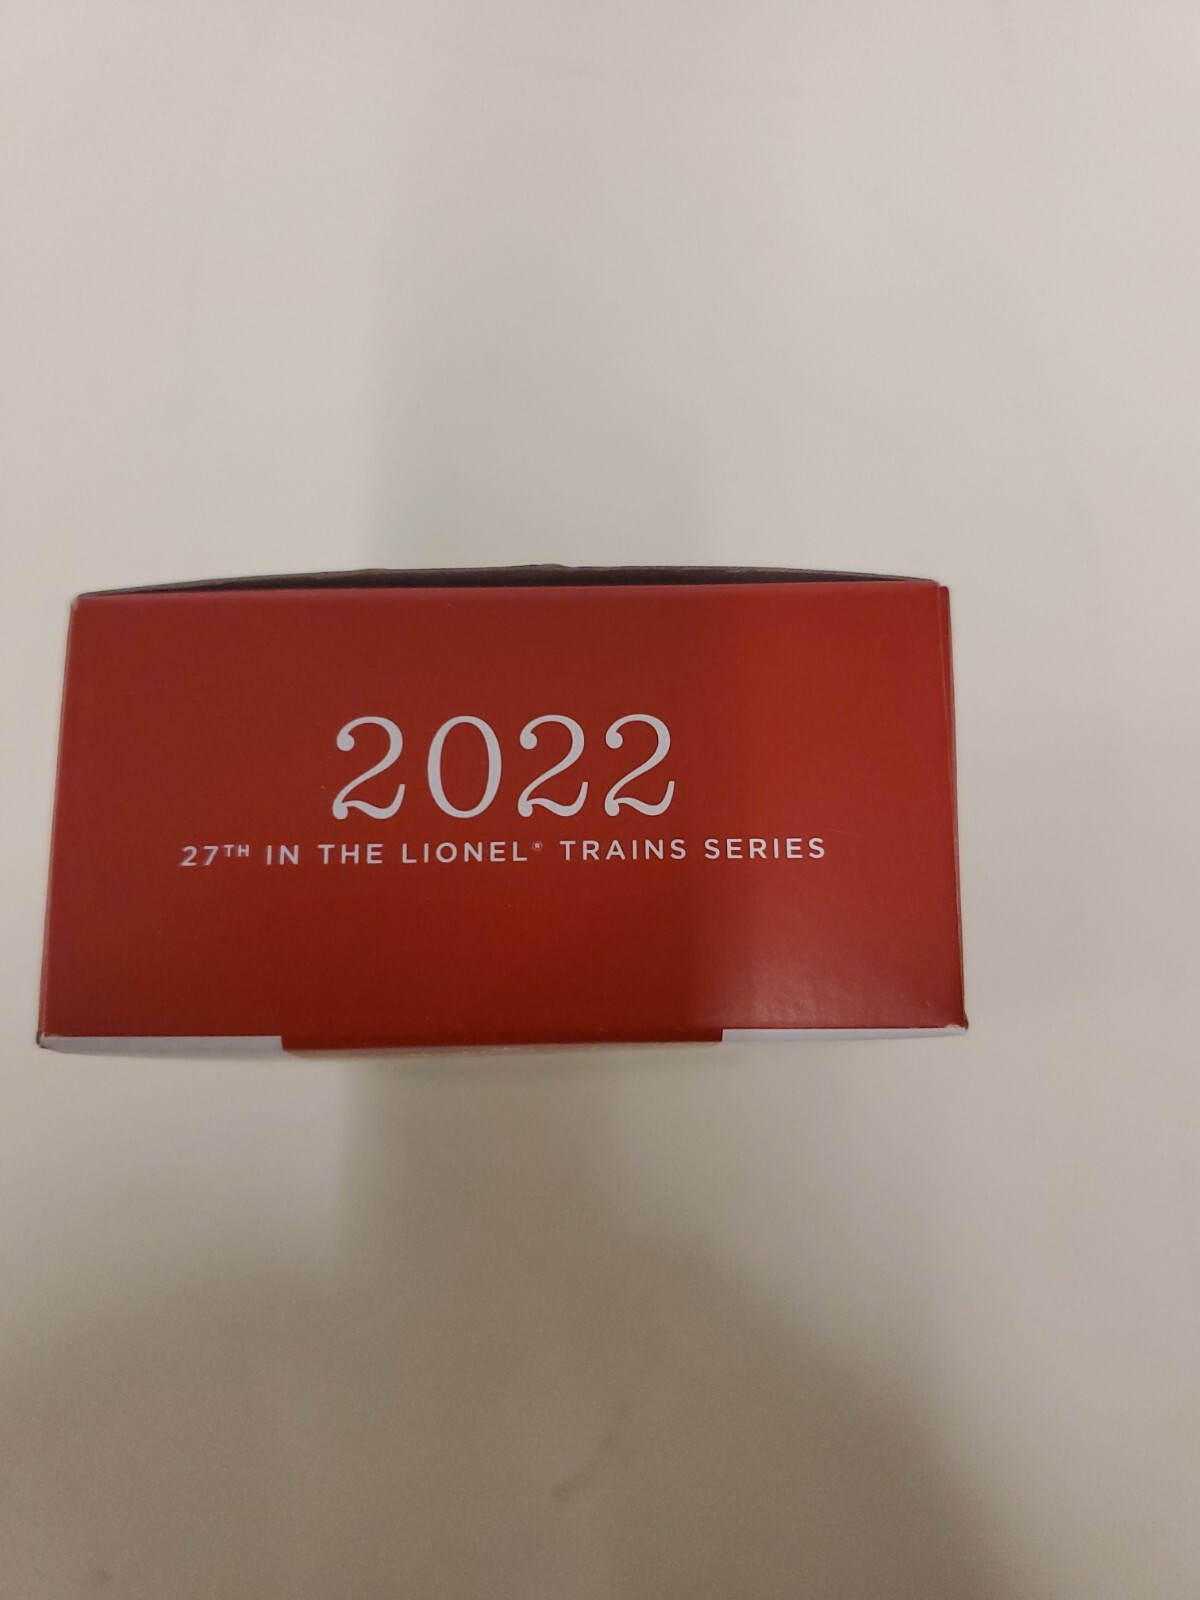 2022
27TH IN THE LIONEL® TRAINS SERIES